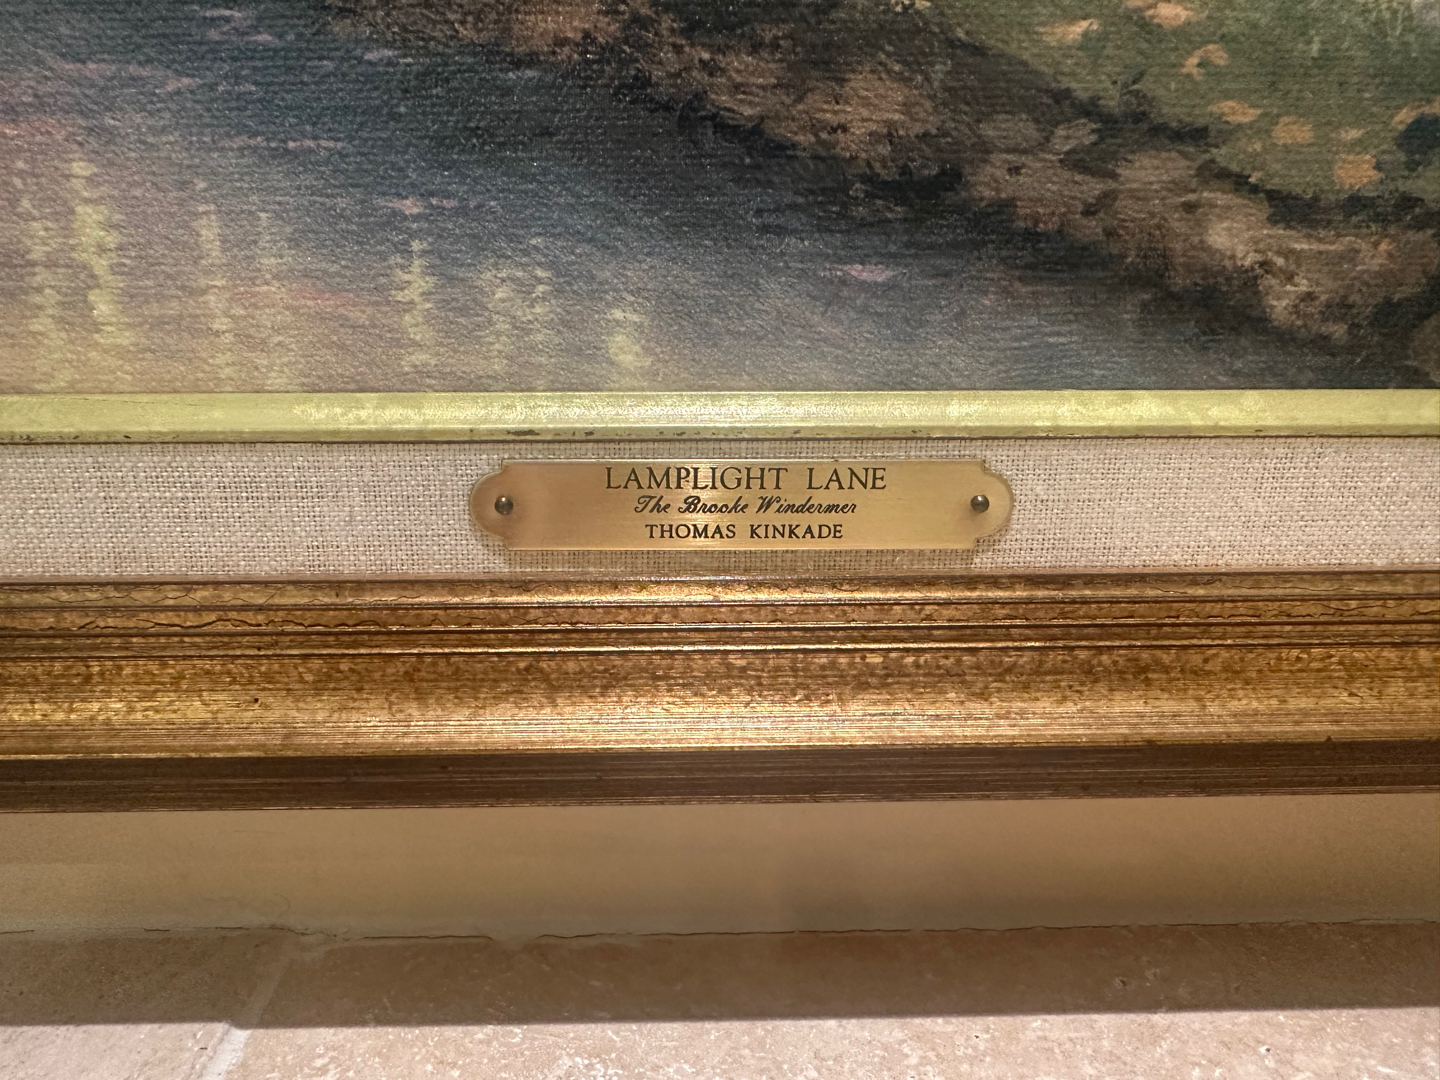 LAMPLIGHT LANE
The Brooke Windermer
THOMAS KINKADE